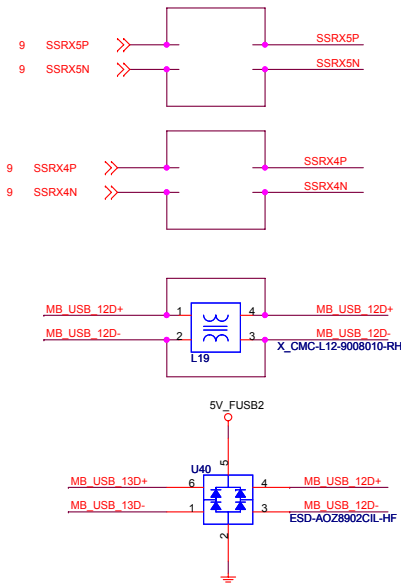 9 SSRX5P SSRX5P
9 SSRX5N SSRX5N
9 SSRX4P SSRX4P
9 SSRX4N SSRX4N
MB_USB_12D+ 1 4 MB_USB_12D+
MB_USB_12D- 2 3 MB_USB_12D-
L19 X_CMC-L12-9008010-RH
5V_FUSB2
5
U40
MB_USB_13D+ 6 4 MB_USB_12D+
MB_USB_13D- 1 3 MB_USB_12D-
ESD-AOZ8902CIL-HF
2